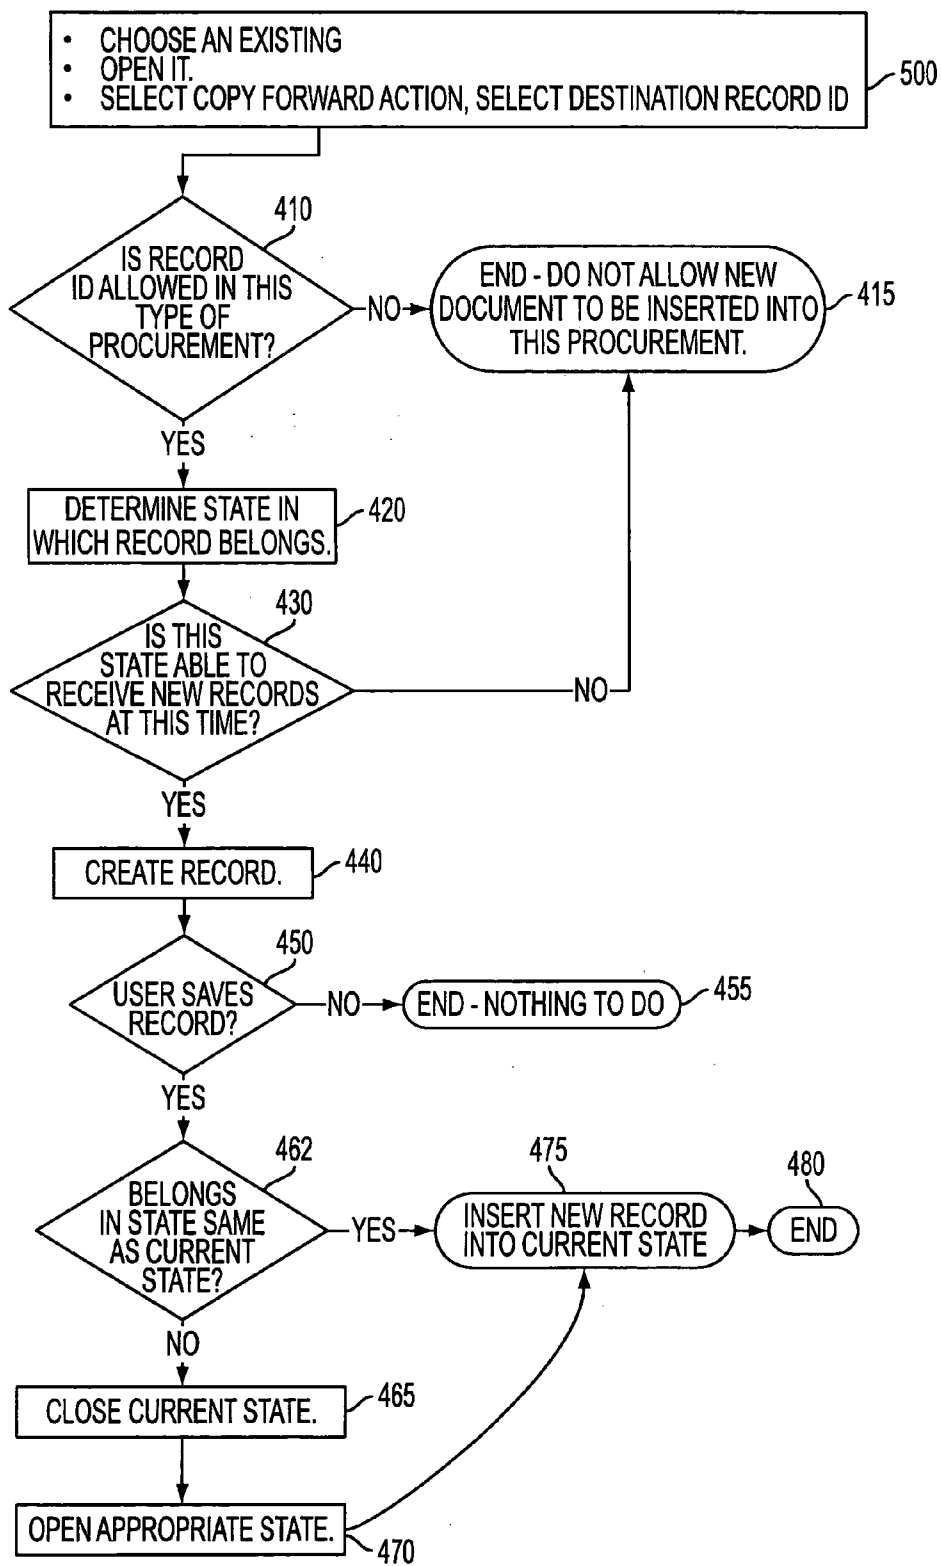 • CHOOSE AN EXISTING
• OPEN IT.
• SELECT COPY FORWARD ACTION, SELECT DESTINATION RECORD ID
500
410
IS RECORD
ID ALLOWED IN THIS
TYPE OF
PROCUREMENT?
NO
END - DO NOT ALLOW NEW
DOCUMENT TO BE INSERTED INTO
THIS PROCUREMENT.
415
YES
DETERMINE STATE IN
WHICH RECORD BELONGS.
420
430
IS THIS
STATE ABLE TO
RECEIVE NEW RECORDS
AT THIS TIME?
NO
YES
CREATE RECORD.
440
450
USER SAVES
RECORD?
NO
END - NOTHING TO DO
455
YES
462
BELONGS
IN STATE SAME
AS CURRENT
STATE?
YES
475
INSERT NEW RECORD
INTO CURRENT STATE
480
END
NO
CLOSE CURRENT STATE.
465
OPEN APPROPRIATE STATE.
470